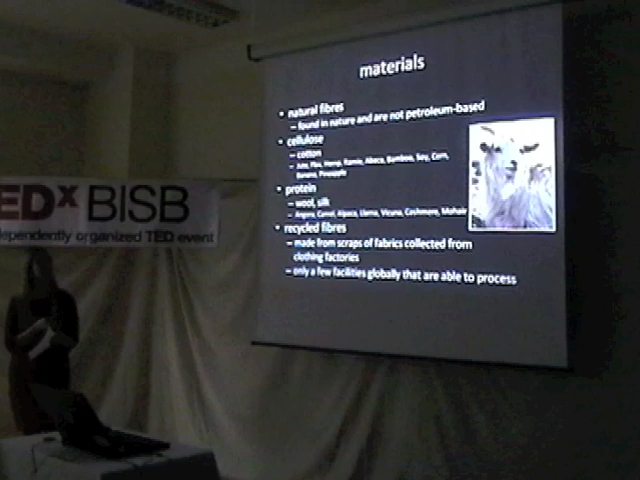 materials
• natural fibres
– found in nature and are not petroleum-based
• cellulose
– cotton
– Jute, Flax, Hemp, Ramie, Abaca, Bamboo, Soy, Corn,
Banana, Pineapple
• protein
– wool, silk
– Angora, Camel, Alpaca, Llama, Vicuna, Cashmere, Mohair
• recycled fibres
– made from scraps of fabrics collected from
clothing factories
– only a few facilities globally that are able to process
EDx BISB
dependently organized TED event